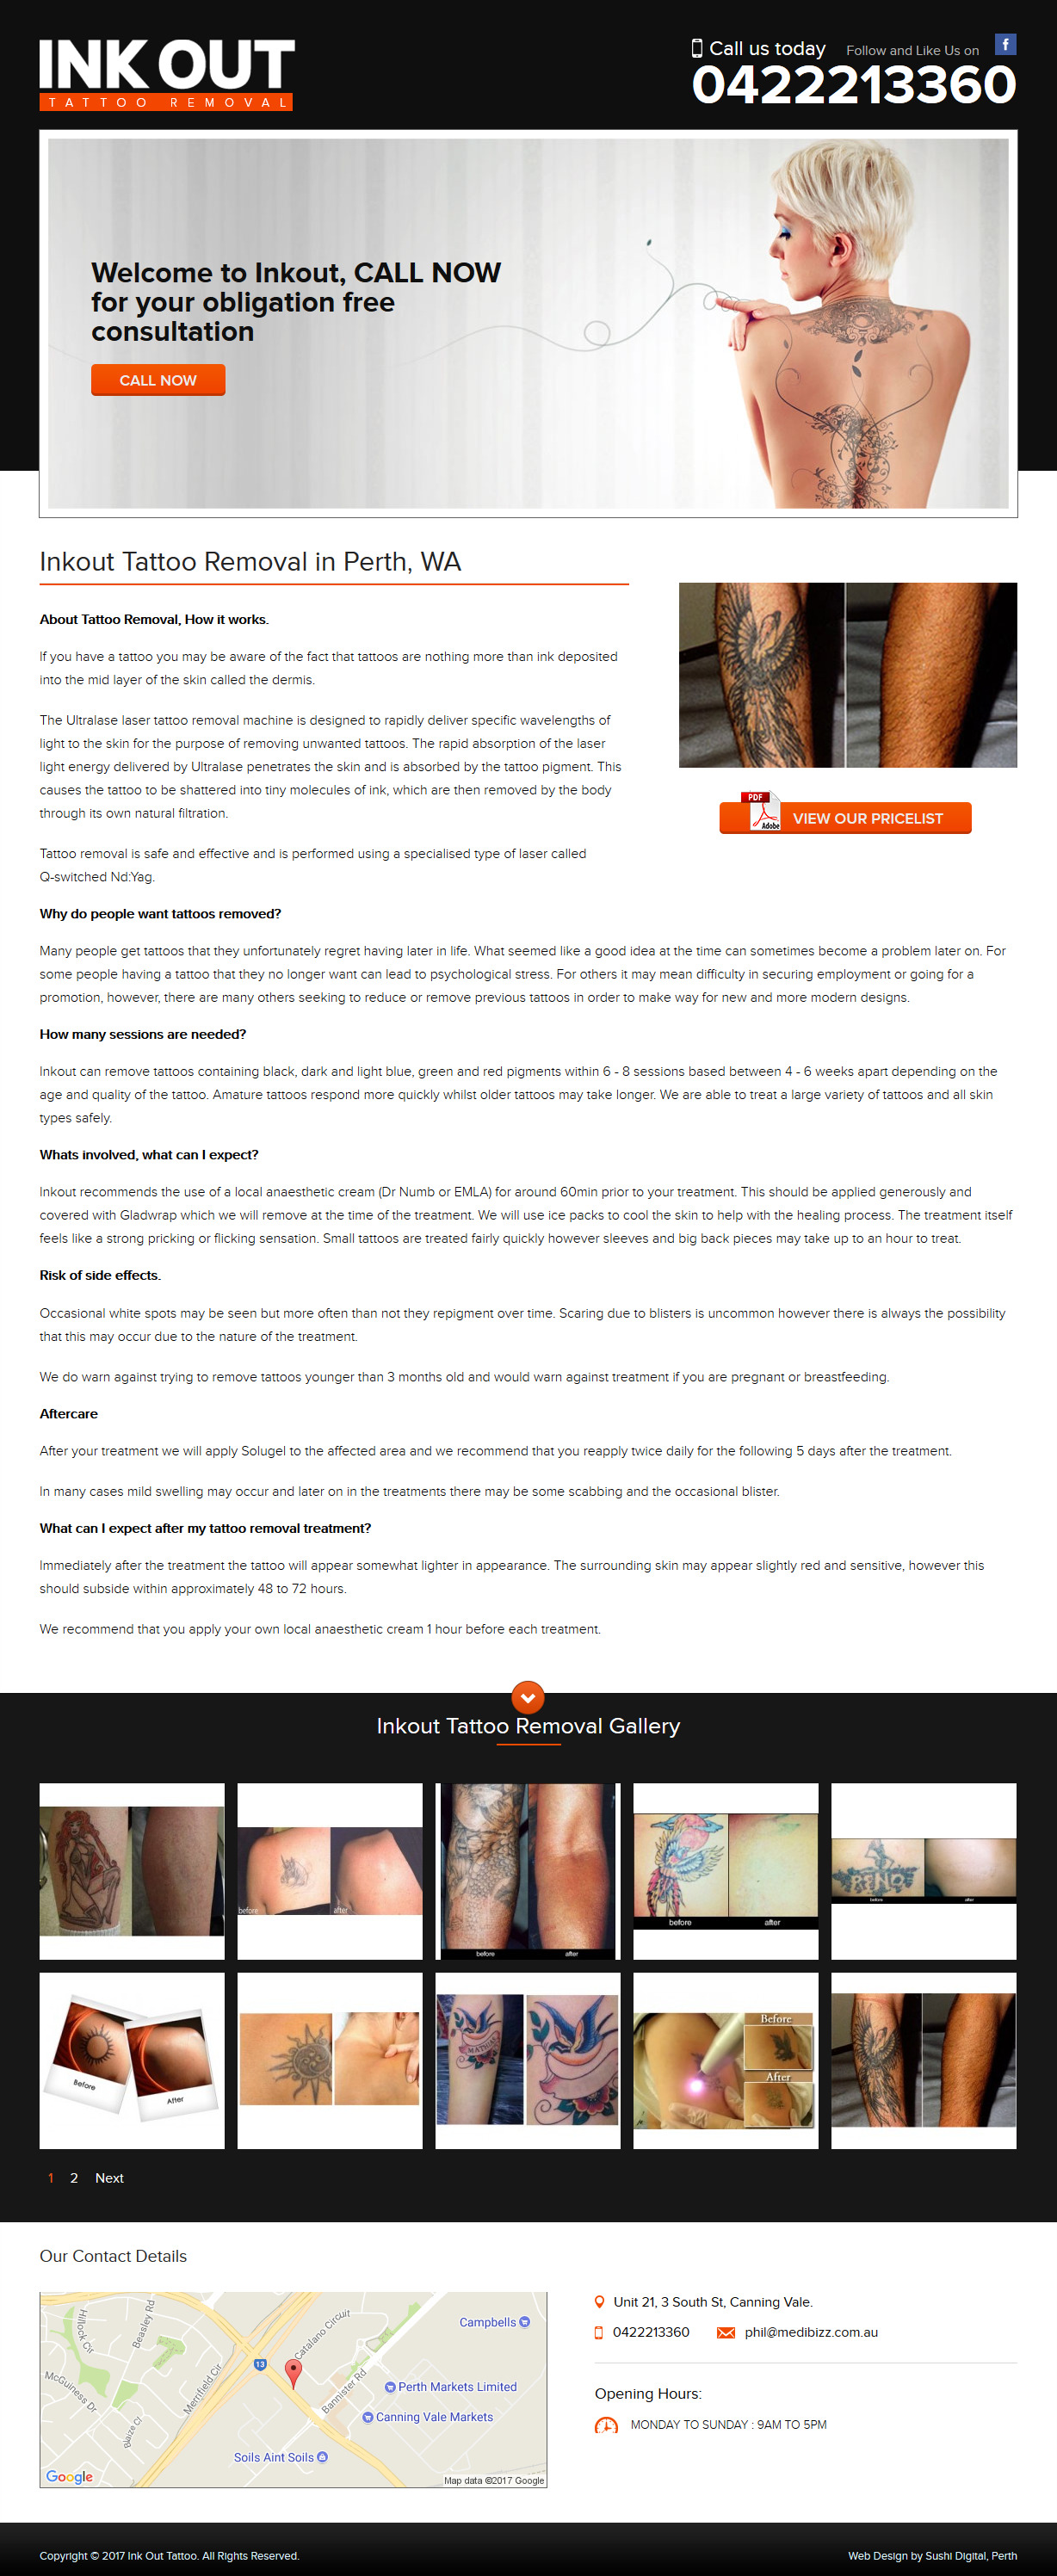 INK OUT
TATTOO REMOVAL
Call us today
Follow and Like Us on
f
0422213360
Welcome to Inkout, CALL NOW
for your obligation free
consultation
CALL NOW
Inkout Tattoo Removal in Perth, WA
About Tattoo Removal, How it works.
If you have a tattoo you may be aware of the fact that tattoos are nothing more than ink deposited
into the mid layer of the skin called the dermis.
The Ultralase laser tattoo removal machine is designed to rapidly deliver specific wavelengths of
light to the skin for the purpose of removing unwanted tattoos. The rapid absorption of the laser
light energy delivered by Ultralase penetrates the skin and is absorbed by the tattoo pigment. This
causes the tattoo to be shattered into tiny molecules of ink, which are then removed by the body
through its own natural filtration.
Tattoo removal is safe and effective and is performed using a specialised type of laser called
Q-switched Nd:Yag.
PDF
Adobe
VIEW OUR PRICELIST
Why do people want tattoos removed?
Many people get tattoos that they unfortunately regret having later in life. What seemed like a good idea at the time can sometimes become a problem later on. For
some people having a tattoo that they no longer want can lead to psychological stress. For others it may mean difficulty in securing employment or going for a
promotion, however, there are many others seeking to reduce or remove previous tattoos in order to make way for new and more modern designs.
How many sessions are needed?
Inkout can remove tattoos containing black, dark and light blue, green and red pigments within 6 - 8 sessions based between 4 - 6 weeks apart depending on the
age and quality of the tattoo. Amature tattoos respond more quickly whilst older tattoos may take longer. We are able to treat a large variety of tattoos and all skin
types safely.
Whats involved, what can I expect?
Inkout recommends the use of a local anaesthetic cream (Dr Numb or EMLA) for around 60min prior to your treatment. This should be applied generously and
covered with Gladwrap which we will remove at the time of the treatment. We will use ice packs to cool the skin to help with the healing process. The treatment itself
feels like a strong pricking or flicking sensation. Small tattoos are treated fairly quickly however sleeves and big back pieces may take up to an hour to treat.
Risk of side effects.
Occasional white spots may be seen but more often than not they repigment over time. Scaring due to blisters is uncommon however there is always the possibility
that this may occur due to the nature of the treatment.
We do warn against trying to remove tattoos younger than 3 months old and would warn against treatment if you are pregnant or breastfeeding.
Aftercare
After your treatment we will apply Solugel to the affected area and we recommend that you reapply twice daily for the following 5 days after the treatment.
In many cases mild swelling may occur and later on in the treatments there may be some scabbing and the occasional blister.
What can I expect after my tattoo removal treatment?
Immediately after the treatment the tattoo will appear somewhat lighter in appearance. The surrounding skin may appear slightly red and sensitive, however this
should subside within approximately 48 to 72 hours.
We recommend that you apply your own local anaesthetic cream 1 hour before each treatment.
Inkout Tattoo Removal Gallery
before after
before after
before after
before after
Before After
Before
After
1 2 Next
Our Contact Details
Campbells
Catalano Circuit
Beasley Rd
McGuiness Dr
Merrifield Cir
Bannister Rd
13
Perth Markets Limited
Canning Vale Markets
Blaize Ct
Soils Aint Soils
Google
Map data ©2017 Google
Unit 21, 3 South St, Canning Vale.
0422213360
phil@medibizz.com.au
Opening Hours:
MONDAY TO SUNDAY : 9AM TO 5PM
Copyright © 2017 Ink Out Tattoo. All Rights Reserved.
Web Design by Sushi Digital, Perth